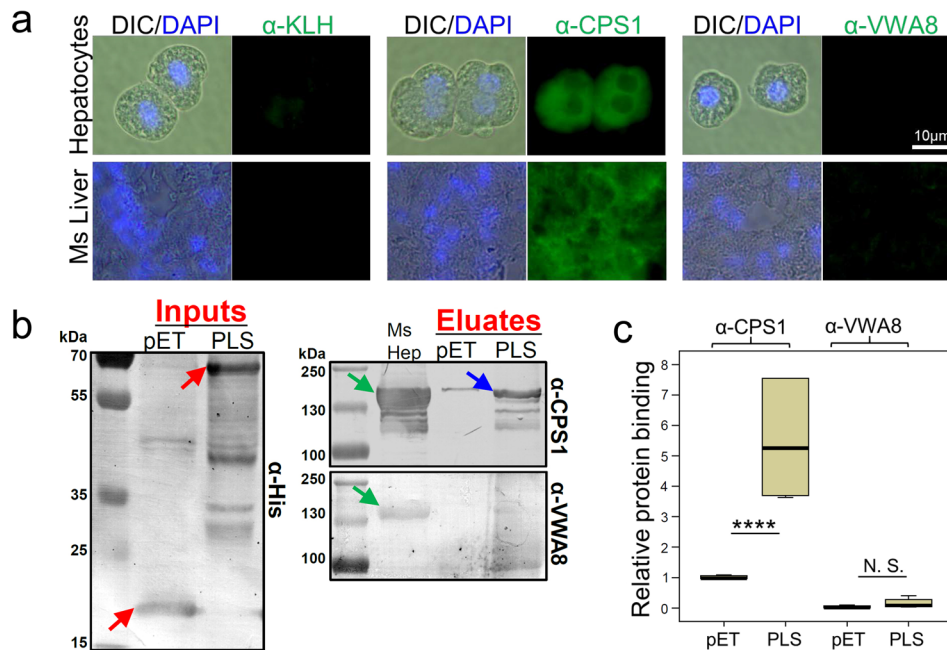 a
DIC/DAPI α-KLH
DIC/DAPI α-CPS1
DIC/DAPI α-VWA8
Hepatocytes
10µm
Ms Liver
b
Inputs
kDa pET PLS
70
55
35
25
15
α-His
Ms Hep
Eluates
kDa pET PLS
250
130
100
α-CPS1
250
130
100
α-VWA8
c
α-CPS1 α-VWA8
Relative protein binding
8
7
6
5
4
3
2
1
0
****
N. S.
pET PLS pET PLS